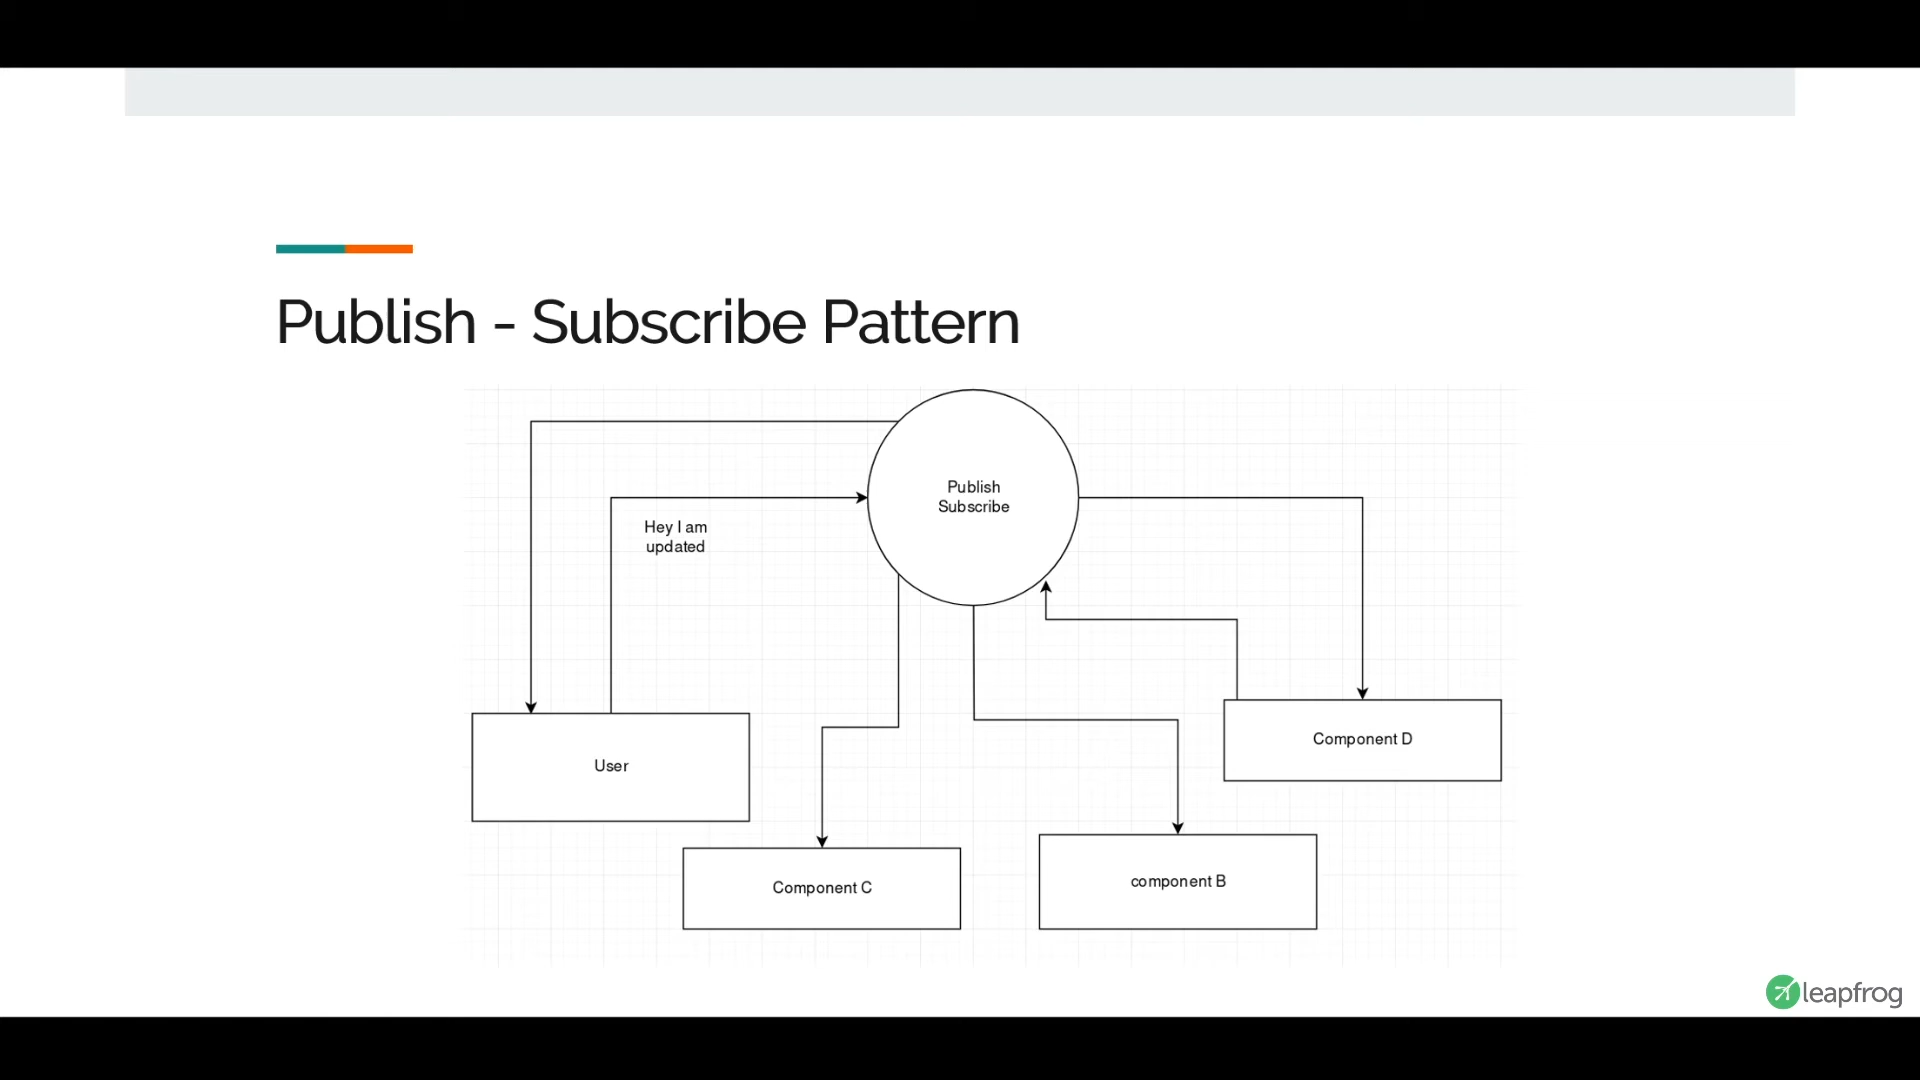 Publish - Subscribe Pattern
Publish
Subscribe
Hey I am
updated
User
Component D
Component C
component B
leapfrog